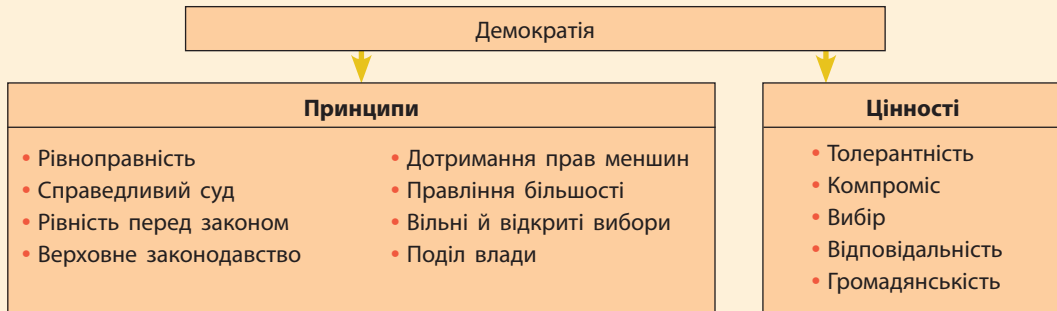 Демократія
Принципи
• Рівноправність
• Справедливий суд
• Рівність перед законом
• Верховне законодавство
• Дотримання прав меншин
• Правління більшості
• Вільні й відкриті вибори
• Поділ влади
Цінності
• Толерантність
• Компроміс
• Вибір
• Відповідальність
• Громадянськість